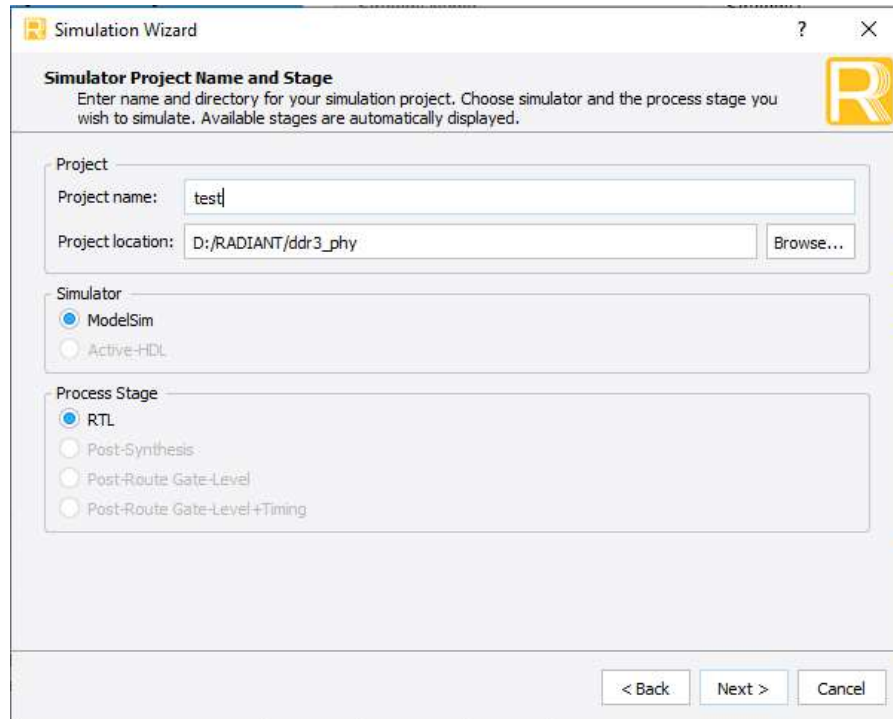 Simulation Wizard
?
Simulator Project Name and Stage
Enter name and directory for your simulation project. Choose simulator and the process stage you
wish to simulate. Available stages are automatically displayed.
Project
Project name: test
Project location: D:/RADIANT/ddr3_phy Browse...
Simulator
ModelSim
Active-HDL
Process Stage
RTL
Post-Synthesis
Post-Route Gate-Level
Post-Route Gate-Level+Timing
< Back Next > Cancel